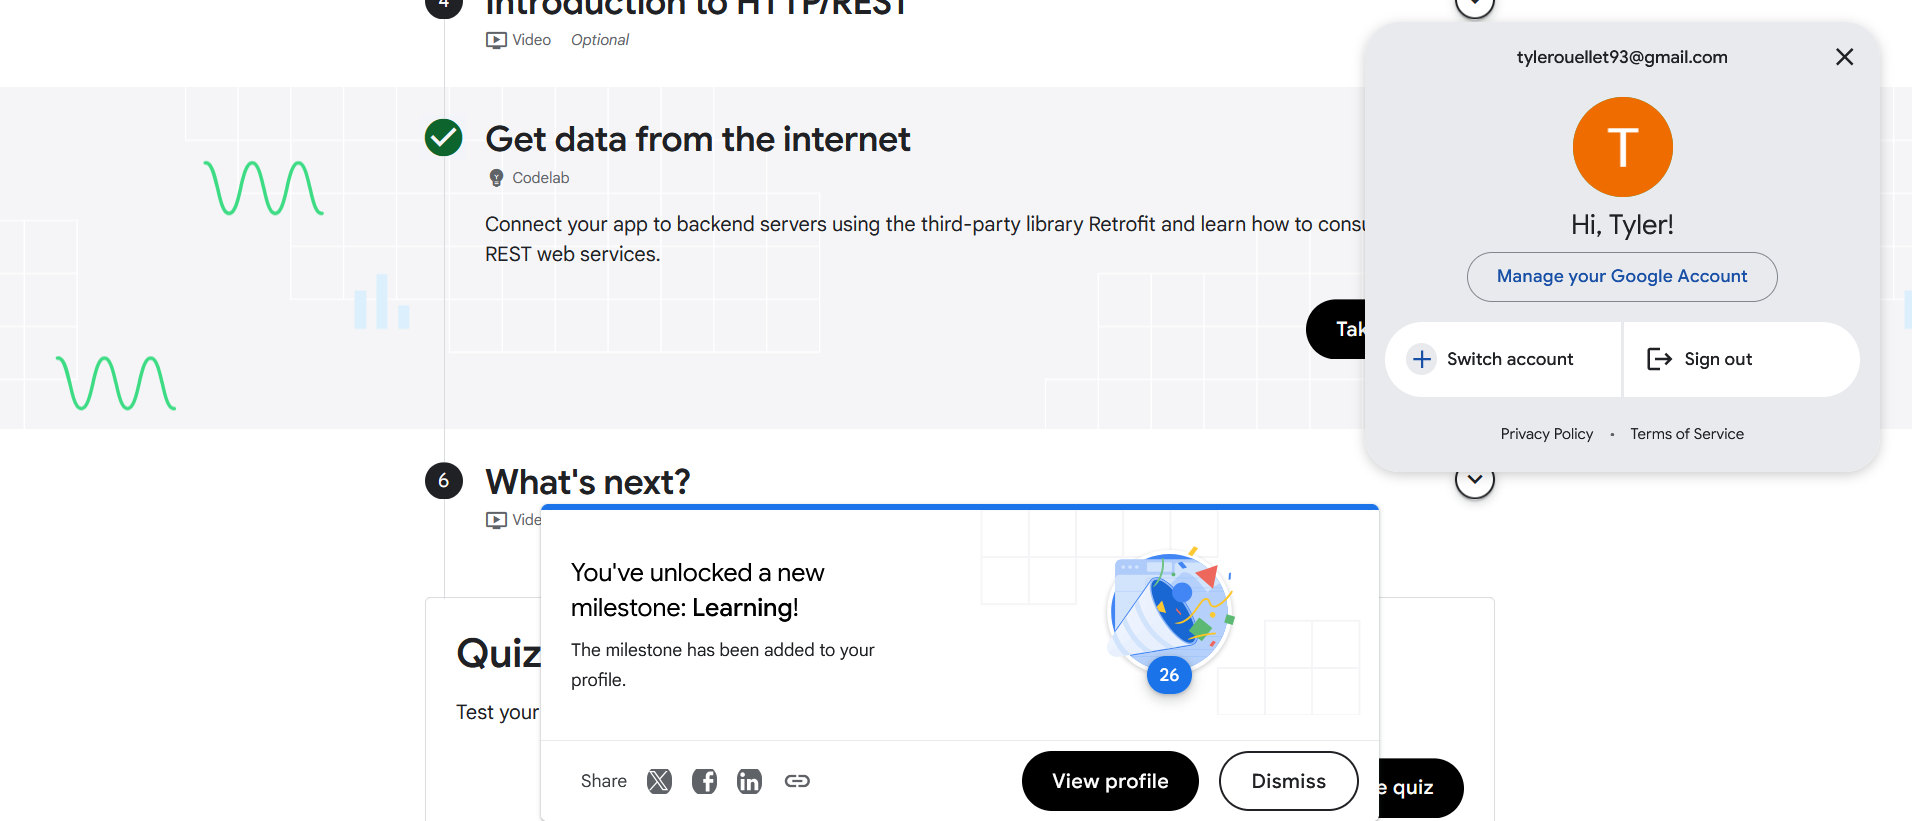 4
Introduction to HTTP/REST
Video Optional
Get data from the internet
Codelab
Connect your app to backend servers using the third-party library Retrofit and learn how to
REST web services.
6
What's next?
Quiz
Test your
e quiz
tylerouellet93@gmail.com
T
Hi, Tyler!
Manage your Google Account
Switch account
Sign out
Privacy Policy • Terms of Service
You've unlocked a new
milestone: Learning!
The milestone has been added to your
profile.
26
Share
View profile
Dismiss